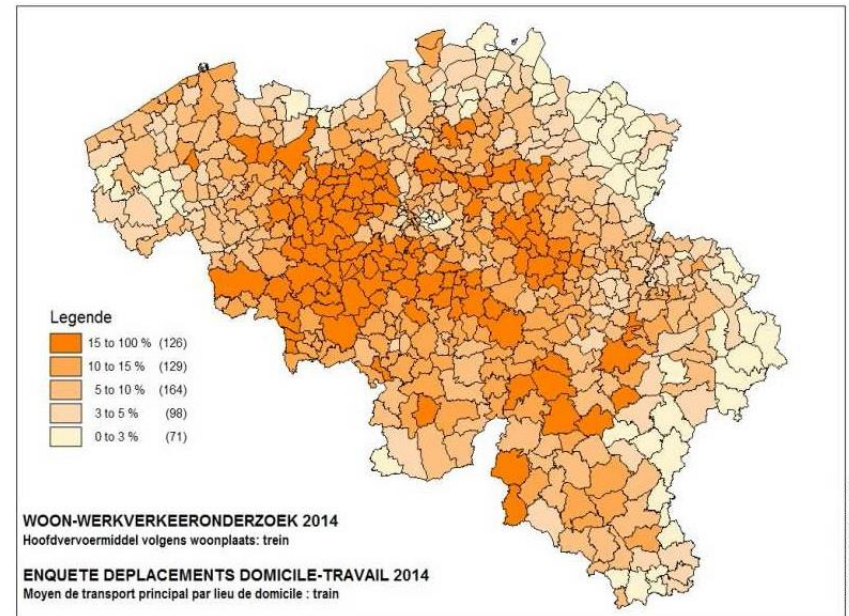 Legende
15 to 100 % (126)
10 to 15 % (129)
5 to 10 % (164)
3 to 5 % (98)
0 to 3 % (71)
WOON-WERKVERKEERONDERZOEK 2014
Hoofdvervoermiddel volgens woonplaats: trein
ENQUETE DEPLACEMENTS DOMICILE-TRAVAIL 2014
Moyen de transport principal par lieu de domicile : train